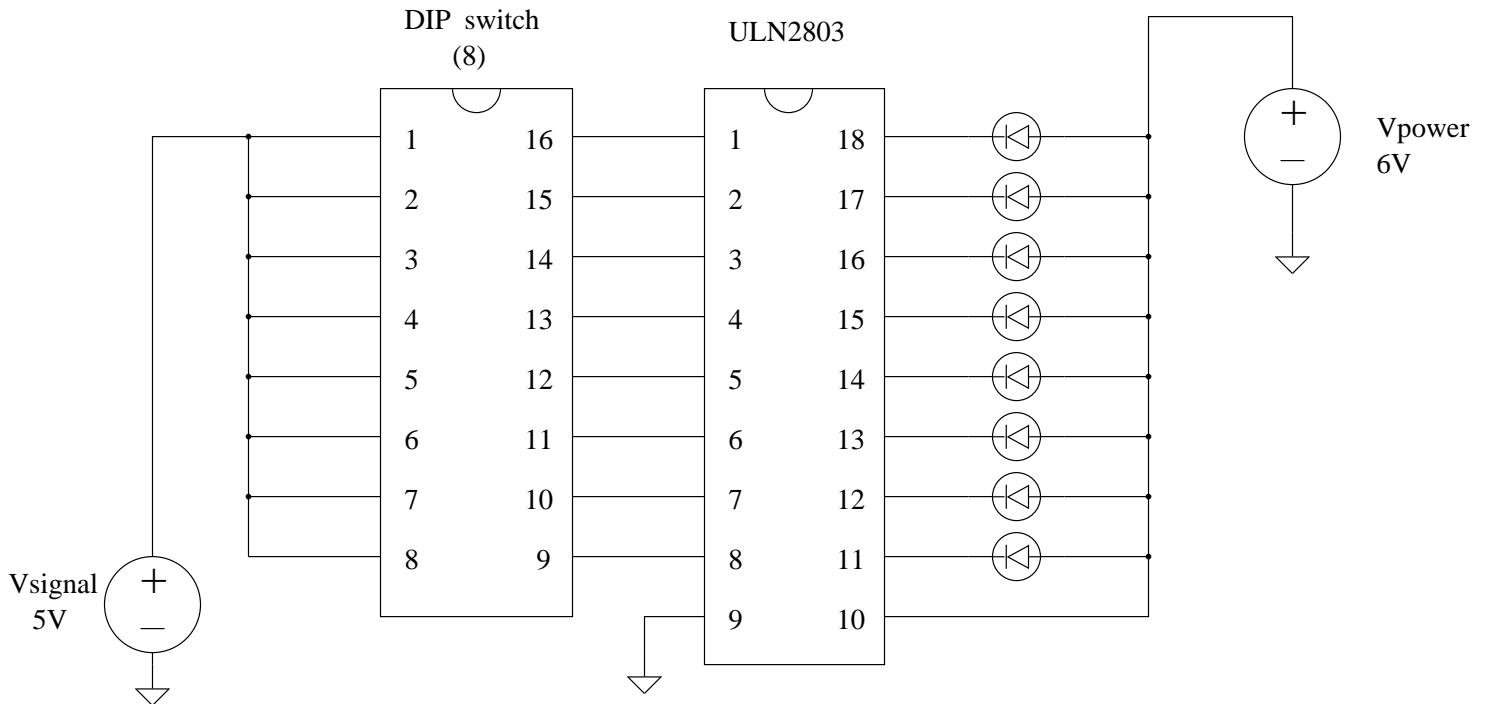 DIP switch
(8)
ULN2803
1 16 1 18
2 15 2 17
3 14 3 16
4 13 4 15
5 12 5 14
6 11 6 13
7 10 7 12
8 9 8 11
9 10
+
Vpower
6V
−
Vsignal
5V
+
−